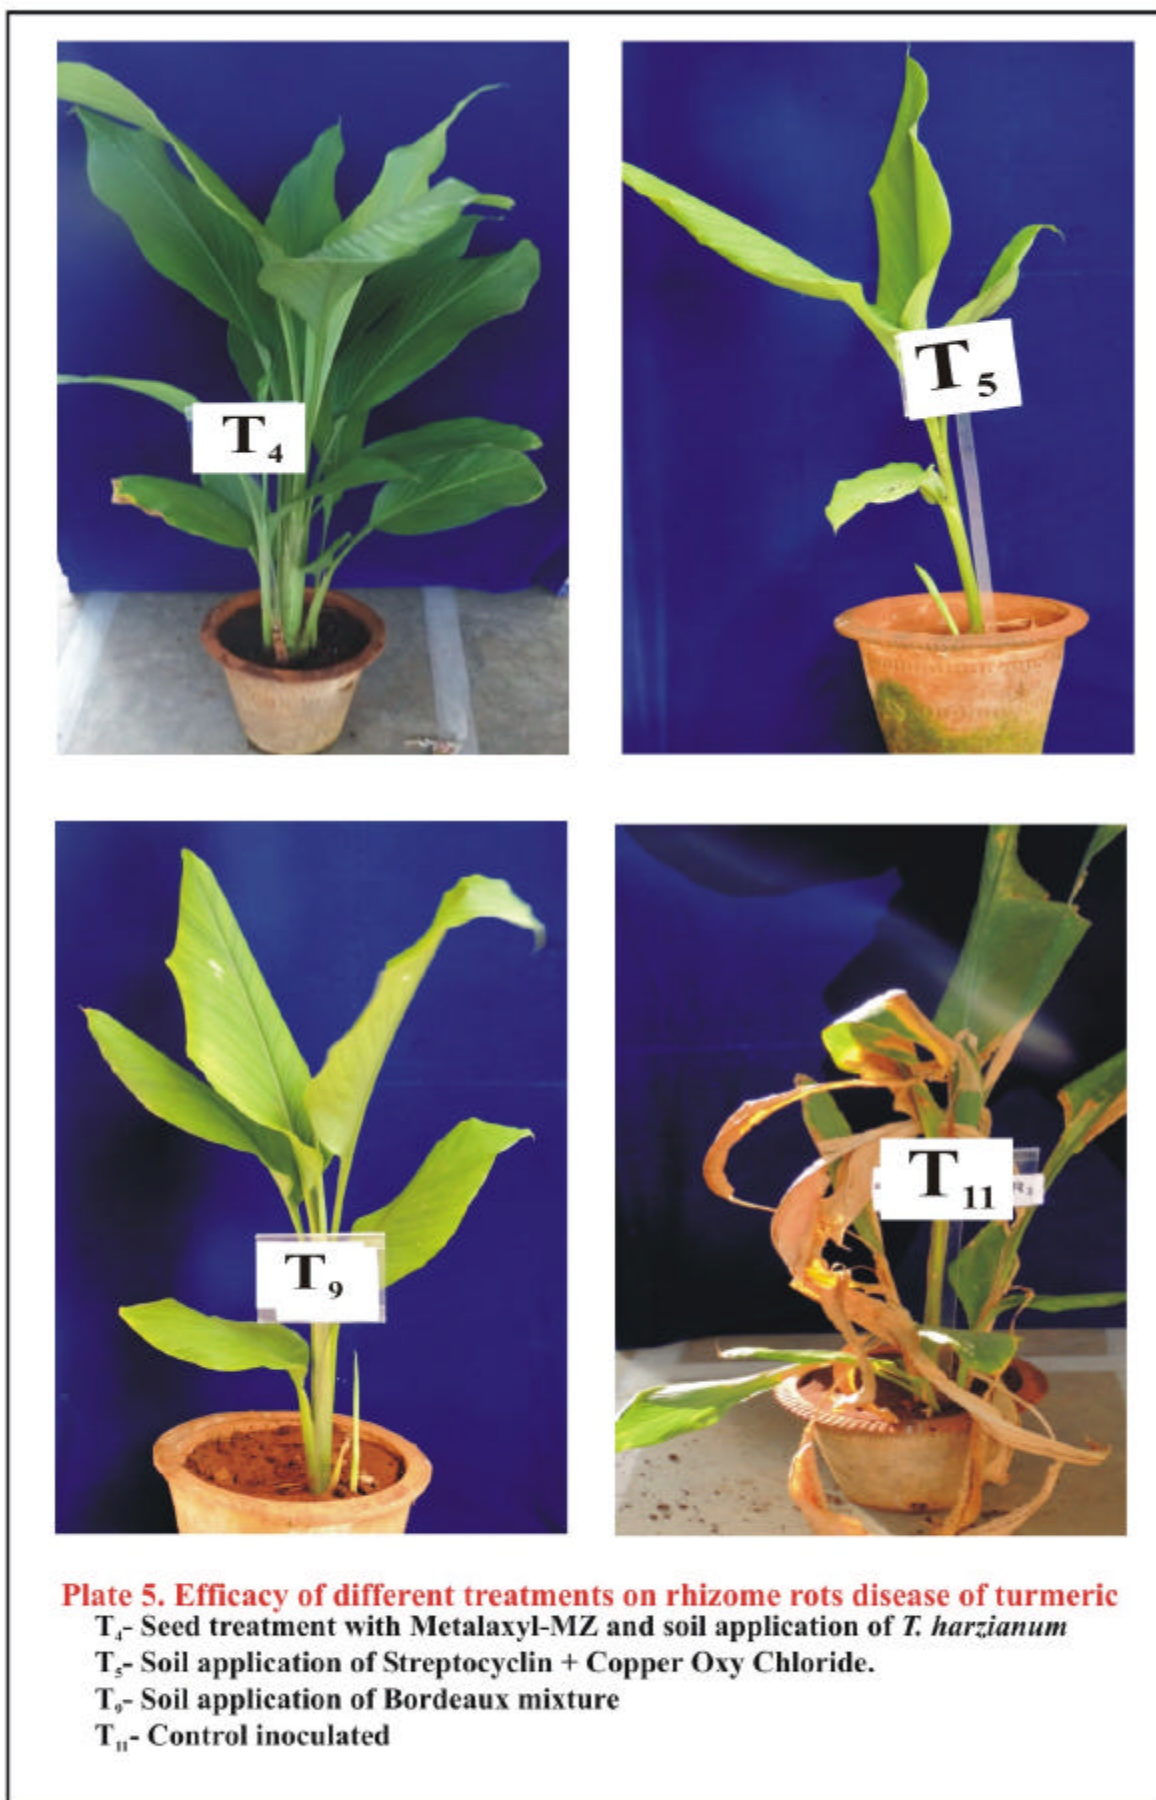 T4
T5
T9
T11
R3
Plate 5. Efficacy of different treatments on rhizome rots disease of turmeric
T4- Seed treatment with Metalaxyl-MZ and soil application of T. harzianum
T5- Soil application of Streptocyclin + Copper Oxy Chloride.
T9- Soil application of Bordeaux mixture
T11- Control inoculated